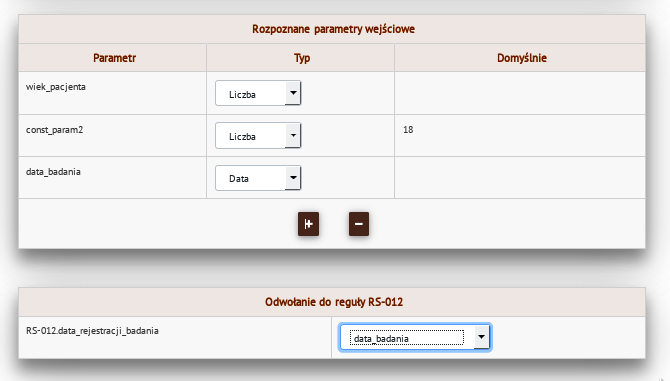 Rozpoznane parametry wejściowe
Parametr Typ Domyślnie
wiek_pacjenta Liczba
const_param2 Liczba 18
data_badania Data
Odwołanie do reguły RS-012
RS-012.data_rejestracji_badania data_badania